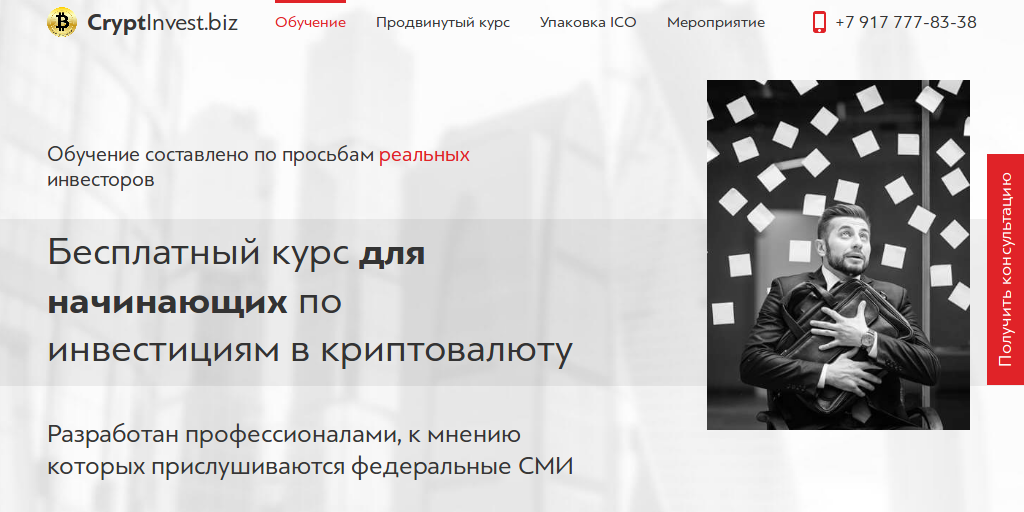 CryptInvest.biz
Обучение
Продвинутый курс
Упаковка ICO
Мероприятие
+7 917 777-83-38
Обучение составлено по просьбам реальных
инвесторов
Бесплатный курс для
начинающих по
инвестициям в криптовалюту
Разработан профессионалами, к мнению
которых прислушиваются федеральные СМИ
Получить консультацию